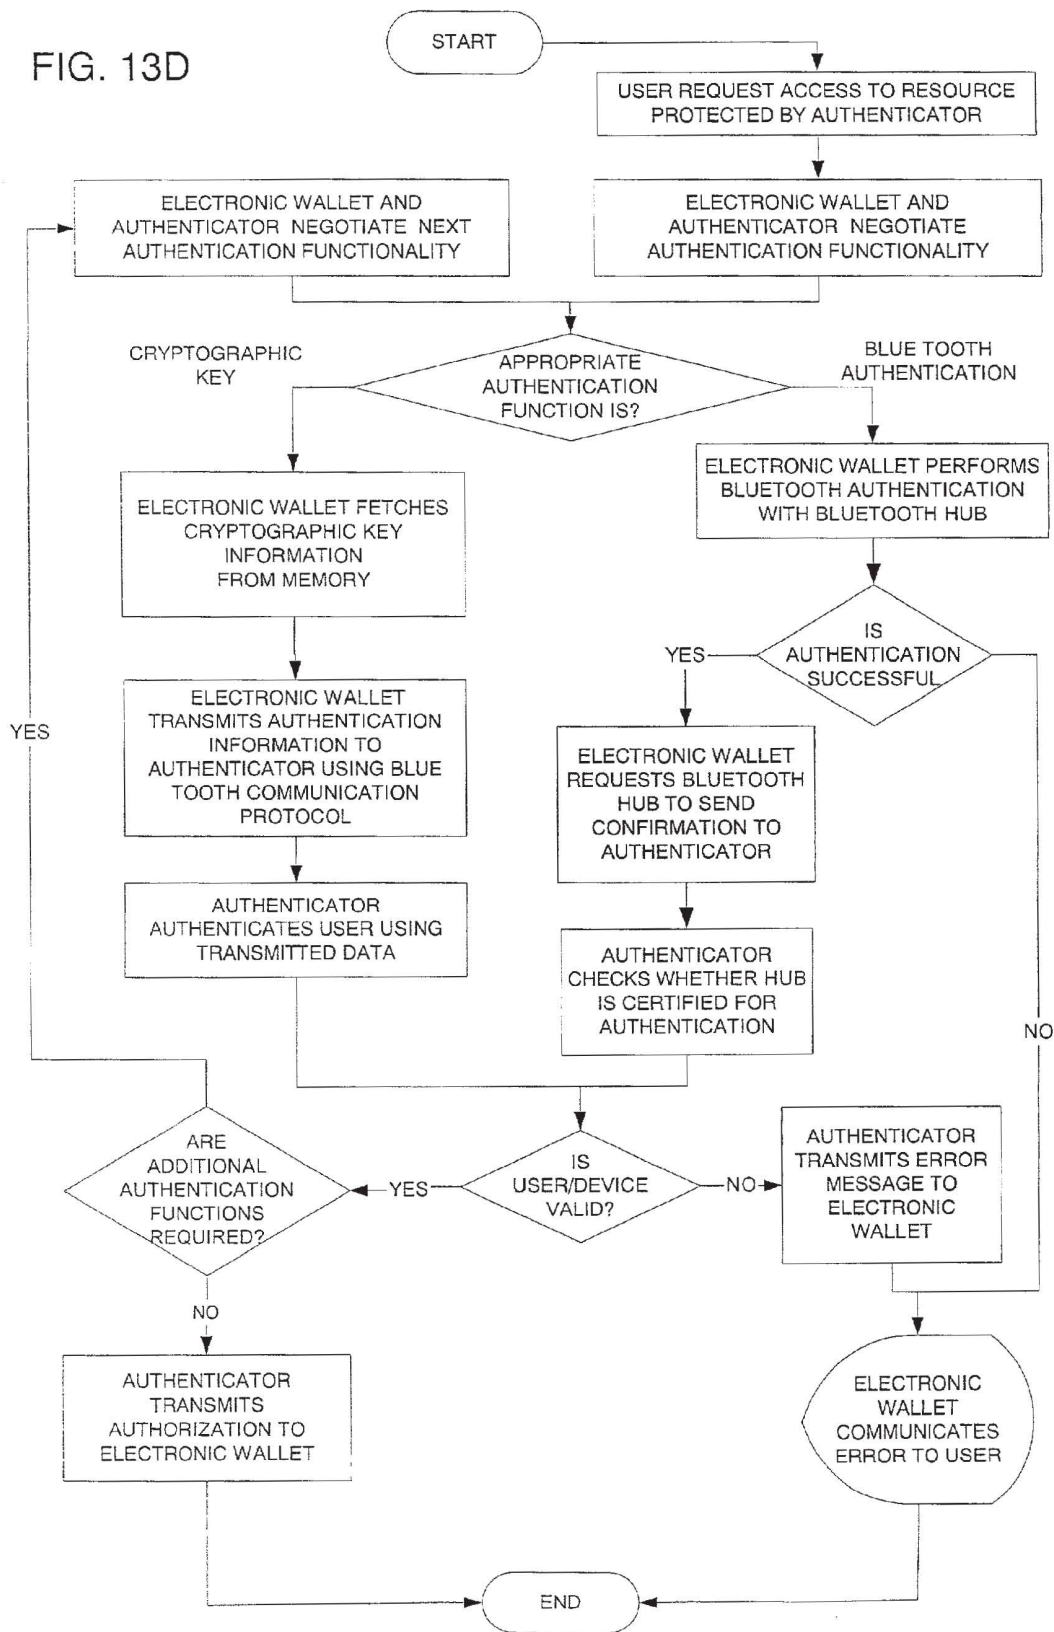 FIG. 13D
START
USER REQUEST ACCESS TO RESOURCE
PROTECTED BY AUTHENTICATOR
ELECTRONIC WALLET AND
AUTHENTICATOR NEGOTIATE NEXT
AUTHENTICATION FUNCTIONALITY
ELECTRONIC WALLET AND
AUTHENTICATOR NEGOTIATE
AUTHENTICATION FUNCTIONALITY
CRYPTOGRAPHIC
KEY
APPROPRIATE
AUTHENTICATION
FUNCTION IS?
BLUE TOOTH
AUTHENTICATION
ELECTRONIC WALLET FETCHES
CRYPTOGRAPHIC KEY
INFORMATION
FROM MEMORY
ELECTRONIC WALLET PERFORMS
BLUETOOTH AUTHENTICATION
WITH BLUETOOTH HUB
IS
AUTHENTICATION
SUCCESSFUL
YES
ELECTRONIC WALLET
TRANSMITS AUTHENTICATION
INFORMATION TO
AUTHENTICATOR USING BLUE
TOOTH COMMUNICATION
PROTOCOL
YES
ELECTRONIC WALLET
REQUESTS BLUETOOTH
HUB TO SEND
CONFIRMATION TO
AUTHENTICATOR
AUTHENTICATOR
AUTHENTICATES USER USING
TRANSMITTED DATA
AUTHENTICATOR
CHECKS WHETHER HUB
IS CERTIFIED FOR
AUTHENTICATION
NO
ARE
ADDITIONAL
AUTHENTICATION
FUNCTIONS
REQUIRED?
YES
IS
USER/DEVICE
VALID?
NO
AUTHENTICATOR
TRANSMITS ERROR
MESSAGE TO
ELECTRONIC
WALLET
NO
AUTHENTICATOR
TRANSMITS
AUTHORIZATION TO
ELECTRONIC WALLET
ELECTRONIC
WALLET
COMMUNICATES
ERROR TO USER
END